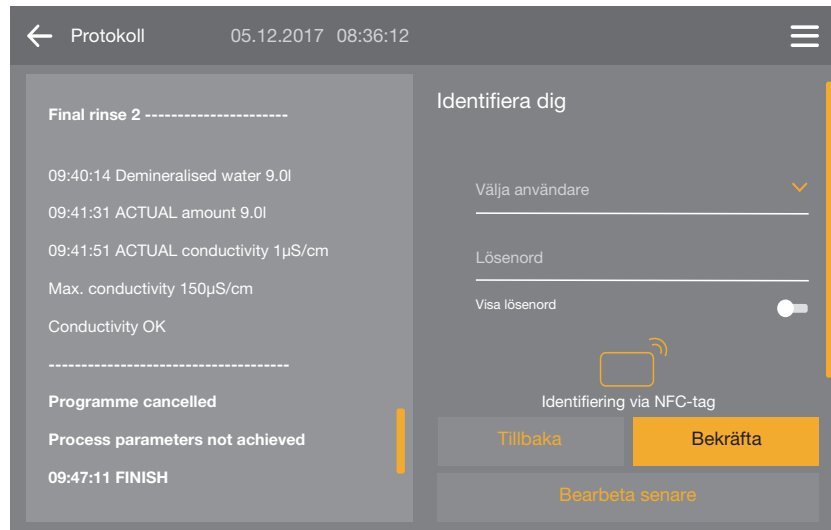 Protokoll 05.12.2017 08:36:12
Final rinse 2 ----------------------
09:40:14 Demineralised water 9.0l
09:41:31 ACTUAL amount 9.0l
09:41:51 ACTUAL conductivity 1µS/cm
Max. conductivity 150µS/cm
Conductivity OK
-------------------------------------
Programme cancelled
Process parameters not achieved
09:47:11 FINISH
Identifiera dig
Välja användare
Lösenord
Visa lösenord
Identifiering via NFC-tag
Tillbaka
Bekräfta
Bearbeta senare